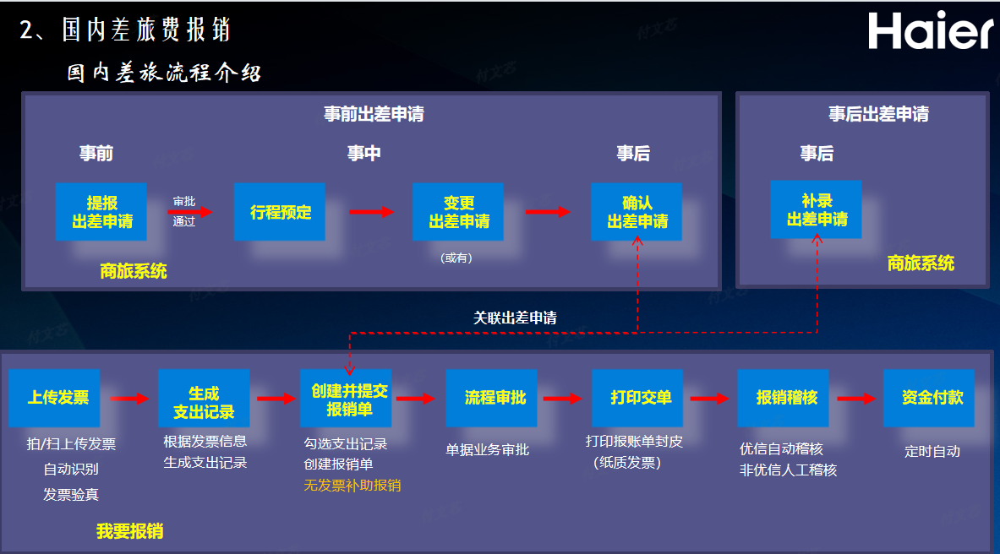 2、国内差旅费报销
Haier
国内差旅流程介绍
事前出差申请
事前
事中
事后
提报
出差申请
审批
通过
行程预定
变更
出差申请
(或有)
确认
出差申请
商旅系统
事后出差申请
事后
补录
出差申请
商旅系统
关联出差申请
上传发票
拍/扫上传发票
自动识别
发票验真
生成
支出记录
根据发票信息
生成支出记录
创建并提交
报销单
勾选支出记录
创建报销单
无发票补助报销
流程审批
单据业务审批
打印交单
打印报账单封皮
(纸质发票)
报销稽核
优信自动稽核
非优信人工稽核
资金付款
定时自动
我要报销
付文芯